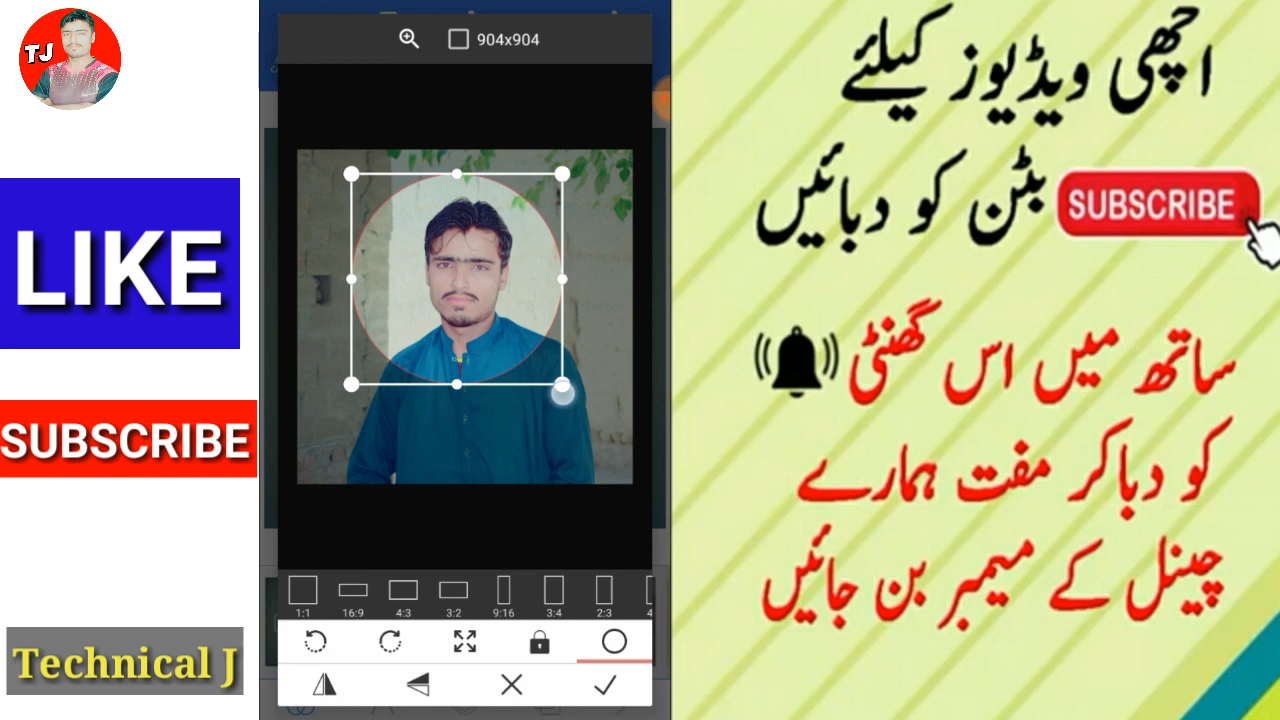 TJ
LIKE
SUBSCRIBE
Technical J
904x904
1:1 16:9 4:3 3:2 9:16 3:4 2:3
اچھی ویڈیوز کیلئے
SUBSCRIBE بٹن کو دبائیں
ساتھ میں اس گھنٹی
کو دباکر مفت ہمارے
چینل کے میمبر بن جائیں